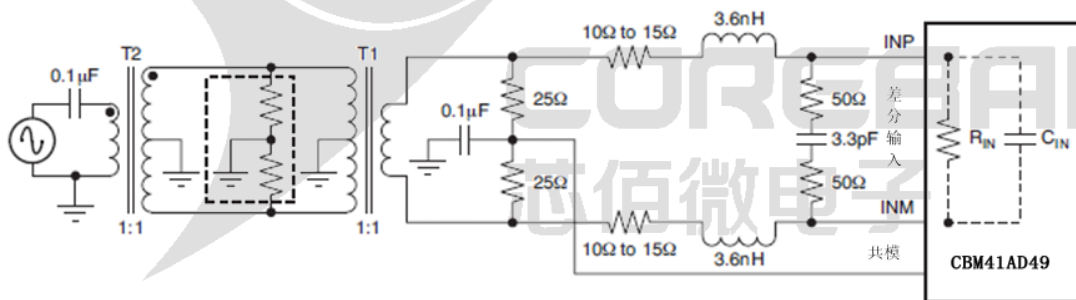 3.6nH
10Ω to 15Ω
T2
T1
INP
0.1μF
0.1μF
25Ω
50Ω
差分输入
3.3pF
RIN
CIN
25Ω
50Ω
INM
1:1
1:1
10Ω to 15Ω
3.6nH
共模
CBM41AD49
COREBAI
芯佰微电子